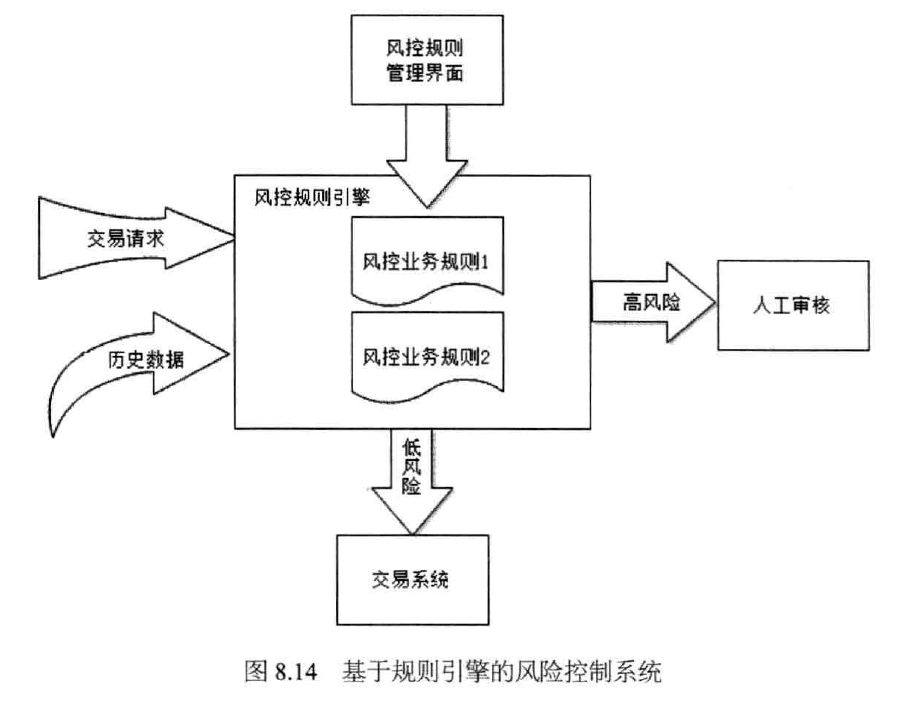 风控规则
管理界面
风控规则引擎
交易请求
风控业务规则1
高风险
人工审核
历史数据
风控业务规则2
低
风
险
交易系统
图 8.14 基于规则引擎的风险控制系统